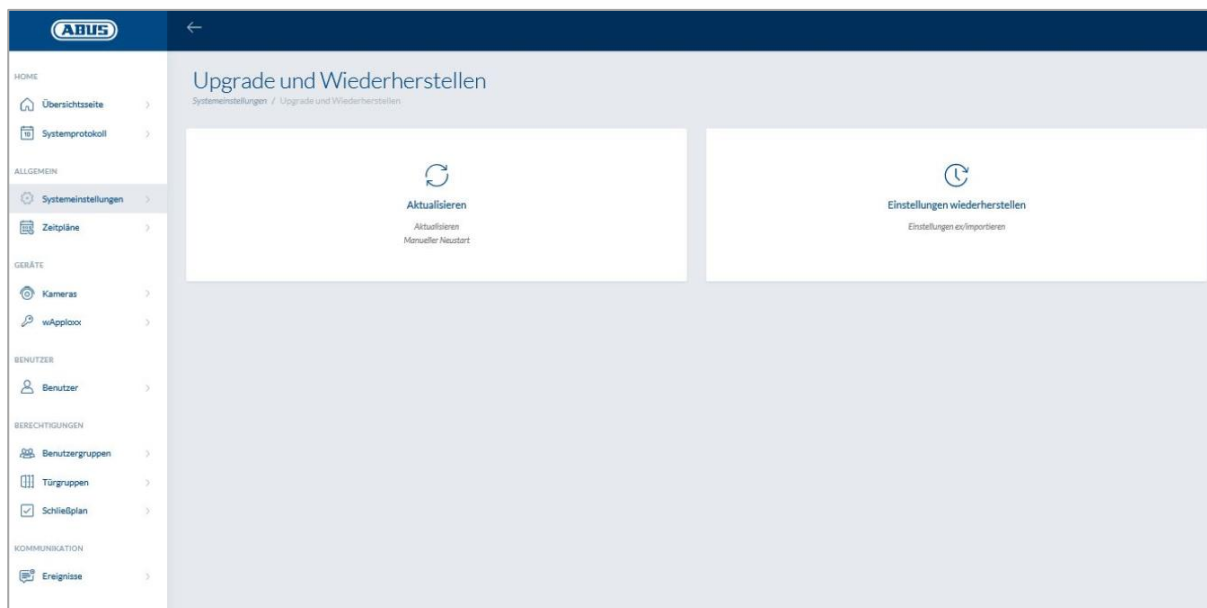 ABUS
HOME
Übersichtsseite
Systemprotokoll
ALLGEMEIN
Systemeinstellungen
Zeitpläne
GERÄTE
Kameras
wApploxx
BENUTZER
Benutzer
BERECHTIGUNGEN
Benutzergruppen
Türgruppen
Schließplan
KOMMUNIKATION
Ereignisse
Upgrade und Wiederherstellen
Systemeinstellungen / Upgrade und Wiederherstellen
Aktualisieren
Aktualisieren
Manueller Neustart
Einstellungen wiederherstellen
Einstellungen ex/importieren